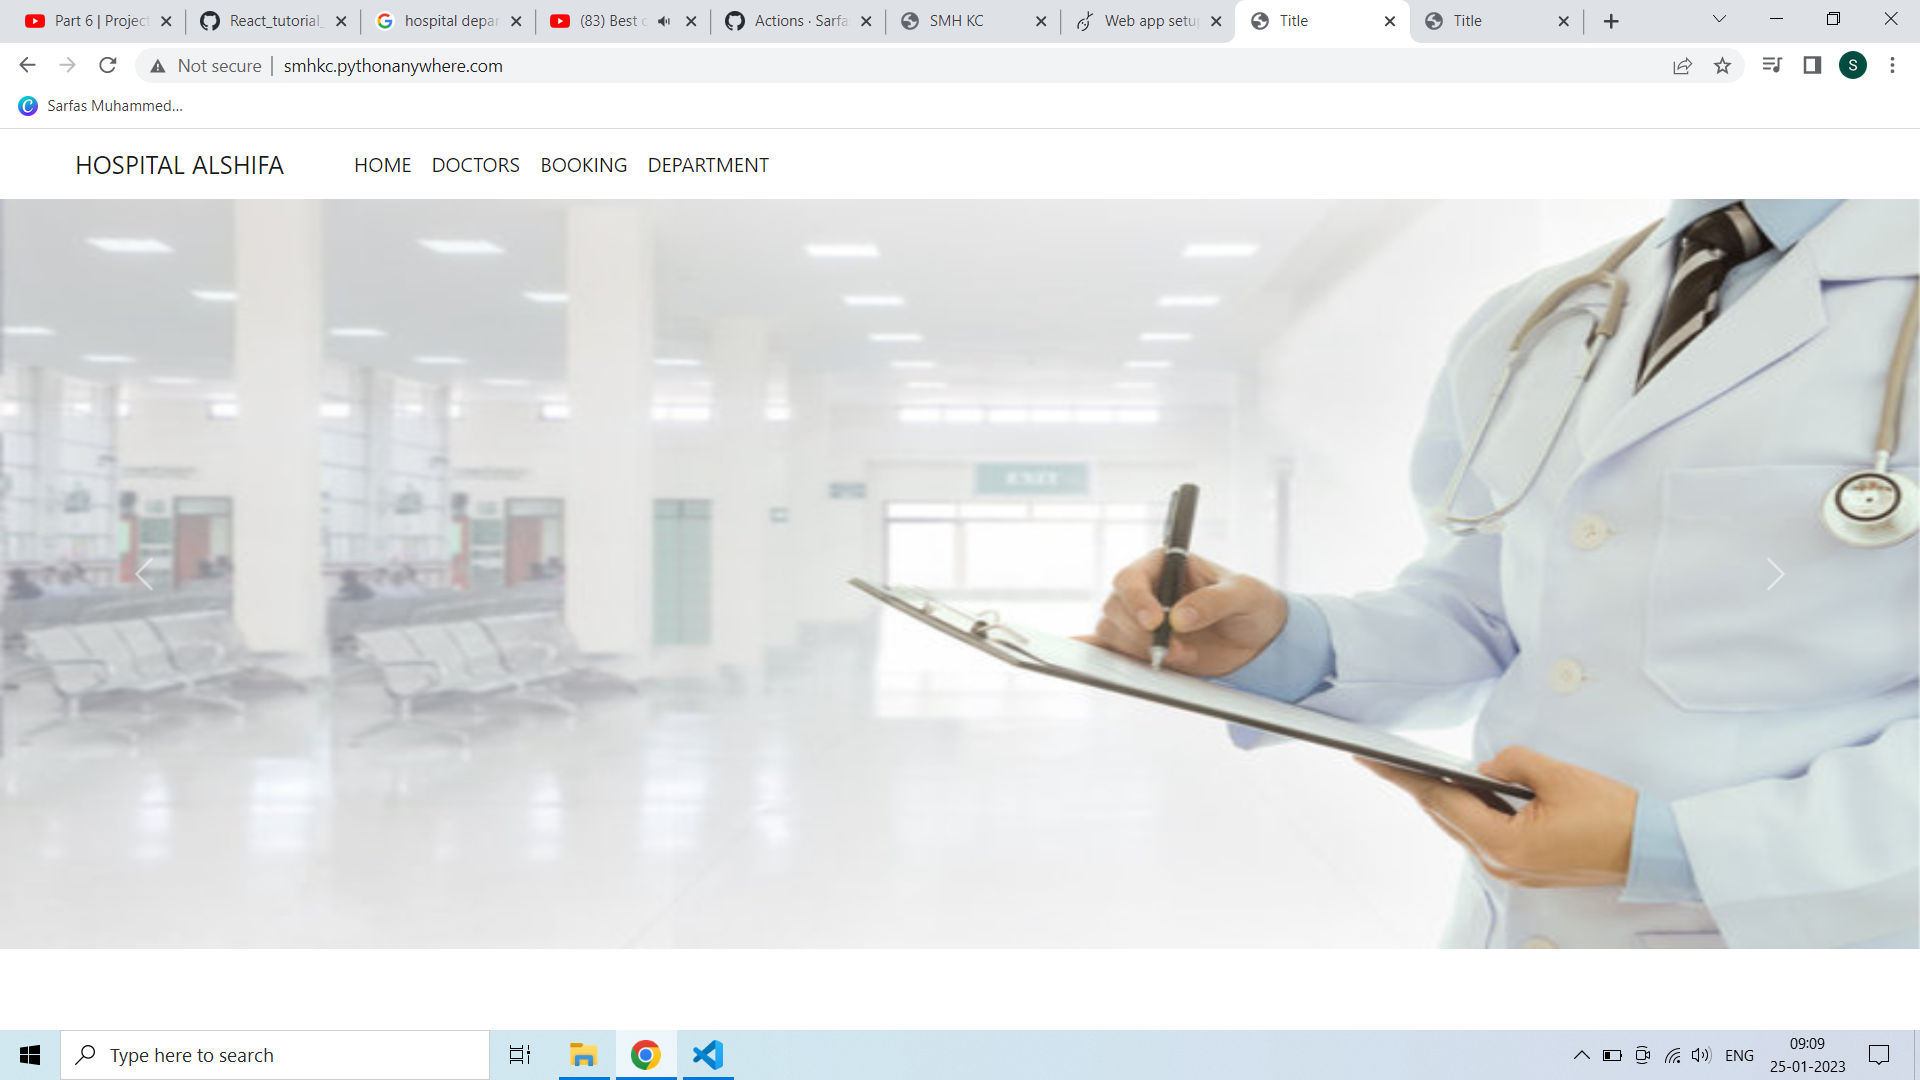 Part 6 | Project
React_tutorial_
hospital depar
(83) Best c
Actions · Sarfa
SMH KC
Web app setu
Title
Title
Not secure
smhkc.pythonanywhere.com
S
Sarfas Muhammed...
HOSPITAL ALSHIFA
HOME
DOCTORS
BOOKING
DEPARTMENT
EXIT
Type here to search
ENG
09:09
25-01-2023